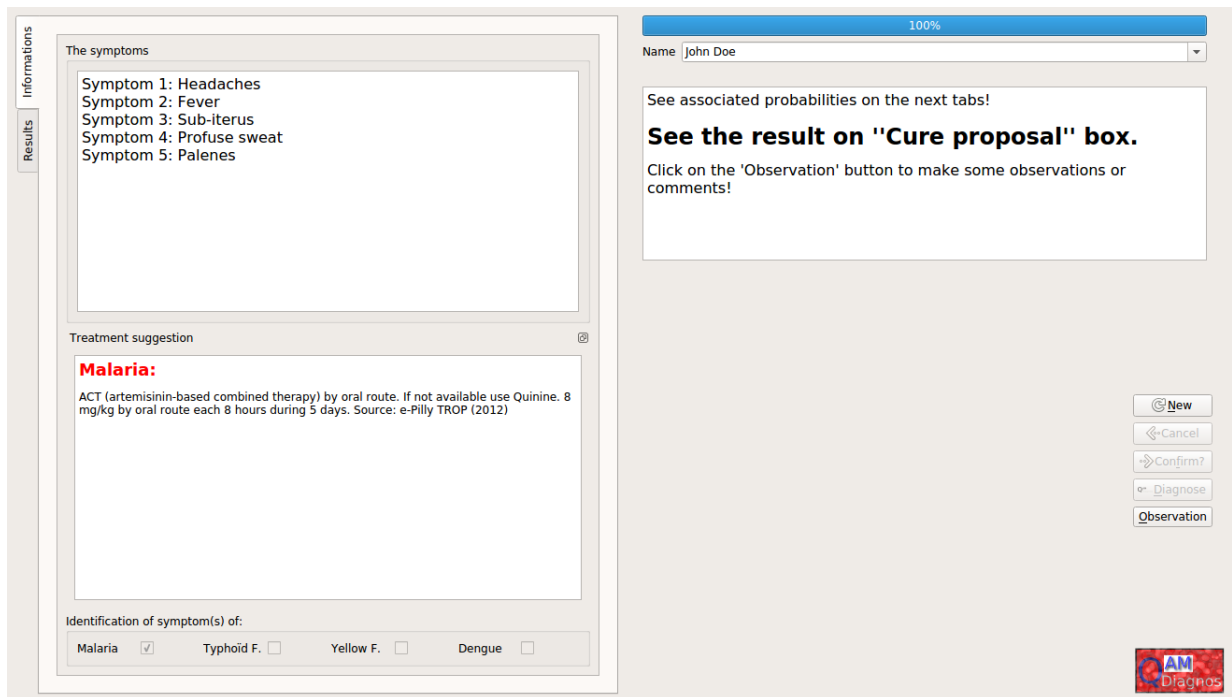 Informations
Results
The symptoms
Symptom 1: Headaches
Symptom 2: Fever
Symptom 3: Sub-iterus
Symptom 4: Profuse sweat
Symptom 5: Palenes
Treatment suggestion
Malaria:
ACT (artemisinin-based combined therapy) by oral route. If not available use Quinine. 8
mg/kg by oral route each 8 hours during 5 days. Source: e-Pilly TROP (2012)
Identification of symptom(s) of:
Malaria
Typhoïd F.
Yellow F.
Dengue
100%
Name John Doe
See associated probabilities on the next tabs!
See the result on ''Cure proposal'' box.
Click on the 'Observation' button to make some observations or
comments!
New
Cancel
Confirm?
Diagnose
Observation
QAM
Diagnos